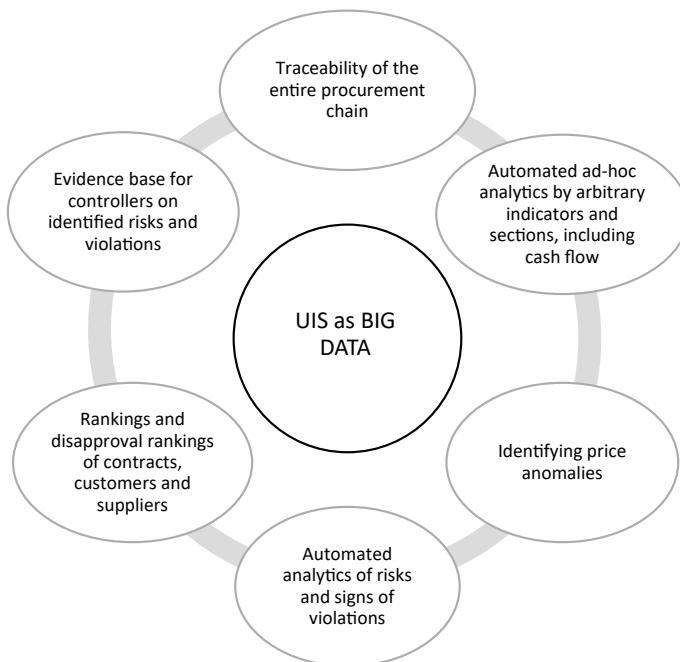 Traceability of the
entire procurement
chain
Automated ad-hoc
analytics by arbitrary
indicators and
sections, including
cash flow
Identifying price
anomalies
Automated
analytics of risks
and signs of
violations
Rankings and
disapproval rankings
of contracts,
customers and
suppliers
Evidence base for
controllers on
identified risks and
violations
UIS as BIG
DATA